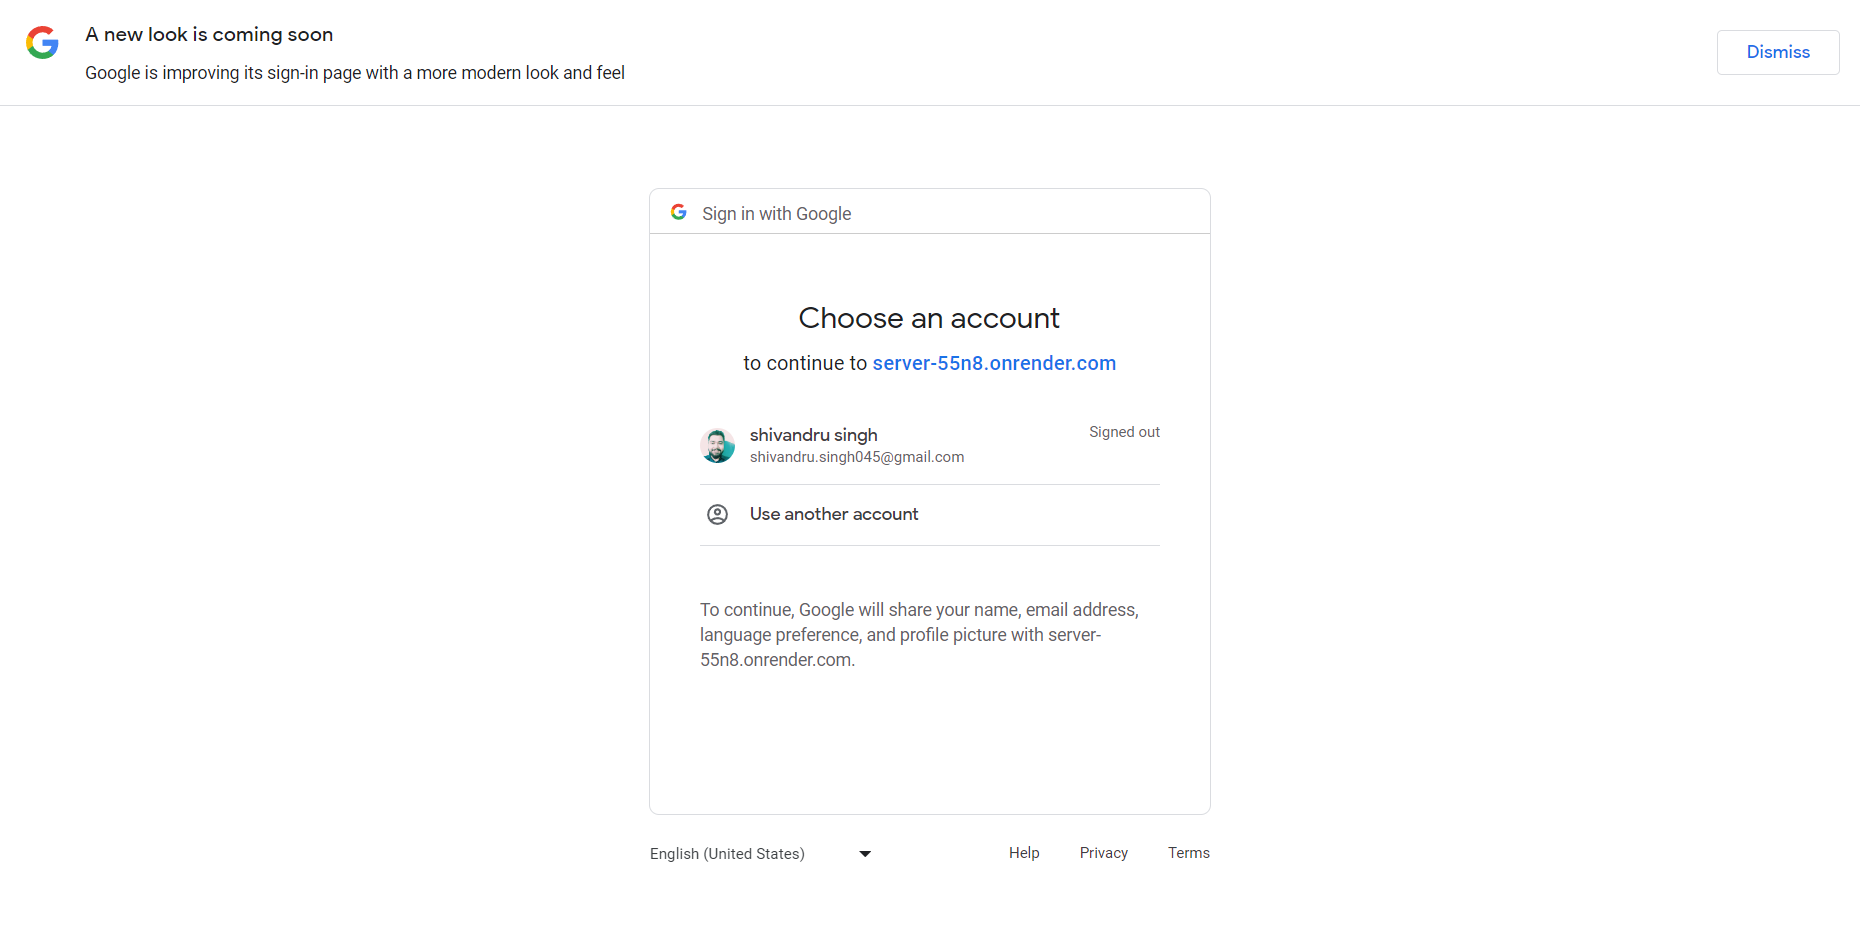 A new look is coming soon
Google is improving its sign-in page with a more modern look and feel
Dismiss
Sign in with Google
Choose an account
to continue to server-55n8.onrender.com
shivandru singh
Signed out
shivandru.singh045@gmail.com
Use another account
To continue, Google will share your name, email address,
language preference, and profile picture with server-
55n8.onrender.com.
English (United States)
Help
Privacy
Terms